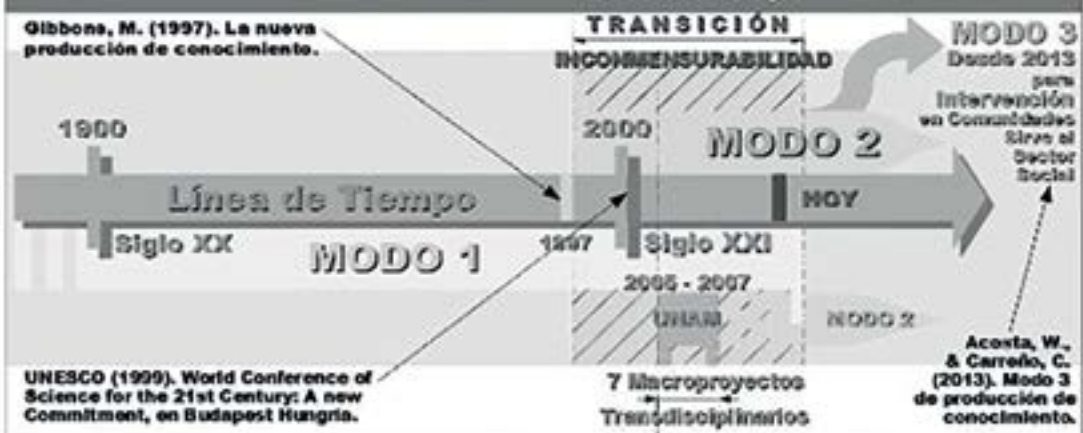 Gibbons, M. (1997). La nueva
producción de conocimiento.
TRANSICIÓN
INCONMENSURABILIDAD
MODO 3
Desde 2013
para
Intervención
en Comunidades
Sirve al
Sector
Social
1900
2000
MODO 2
Línea de Tiempo
HOY
Siglo XX
1997
Siglo XXI
MODO 1
2005 - 2007
UNAM
MODO 2
UNESCO (1999). World Conference of
Science for the 21st Century: A new
Commitment, en Budapest Hungria.
7 Macroproyectos
Transdisciplinarios
Acosta, W.,
& Carreño, C.
(2013). Modo 3
de producción de
conocimiento.